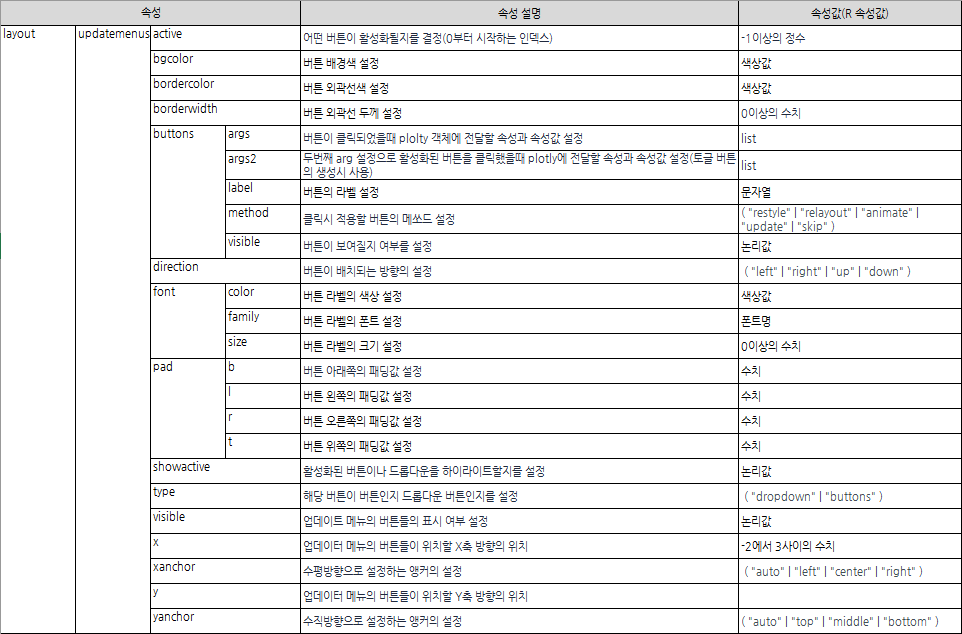 속성 속성 설명 속성값(R 속성값)
layout updatemenus active 어떤 버튼이 활성화될지를 결정(0부터 시작하는 인덱스) -1이상의 정수
bgcolor 버튼 배경색 설정 색상값
bordercolor 버튼 외곽선색 설정 색상값
borderwidth 버튼 외곽선 두께 설정 0이상의 수치
buttons args 버튼이 클릭되었을때 plolty 객체에 전달할 속성과 속성값 설정 list
args2 두번째 arg 설정으로 활성화된 버튼을 클릭했을때 plotly에 전달할 속성과 속성값 설정(토글 버튼
의 생성시 사용) list
label 버튼의 라벨 설정 문자열
method 클릭시 적용할 버튼의 메쏘드 설정 ( "restyle" | "relayout" | "animate" |
"update" | "skip" )
visible 버튼이 보여질지 여부를 설정 논리값
direction 버튼이 배치되는 방향의 설정 ( "left" | "right" | "up" | "down" )
font color 버튼 라벨의 색상 설정 색상값
family 버튼 라벨의 폰트 설정 폰트명
size 버튼 라벨의 크기 설정 0이상의 수치
pad b 버튼 아래쪽의 패딩값 설정 수치
l 버튼 왼쪽의 패딩값 설정 수치
r 버튼 오른쪽의 패딩값 설정 수치
t 버튼 위쪽의 패딩값 설정 수치
showactive 활성화된 버튼이나 드롭다운을 하이라이트할지를 설정 논리값
type 해당 버튼이 버튼인지 드롭다운 버튼인지를 설정 ( "dropdown" | "buttons" )
visible 업데이트 메뉴의 버튼들의 표시 여부 설정 논리값
x 업데이터 메뉴의 버튼들이 위치할 X축 방향의 위치 -2에서 3사이의 수치
xanchor 수평방향으로 설정하는 앵커의 설정 ( "auto" | "left" | "center" | "right" )
y 업데이터 메뉴의 버튼들이 위치할 Y축 방향의 위치
yanchor 수직방향으로 설정하는 앵커의 설정 ( "auto" | "top" | "middle" | "bottom" )